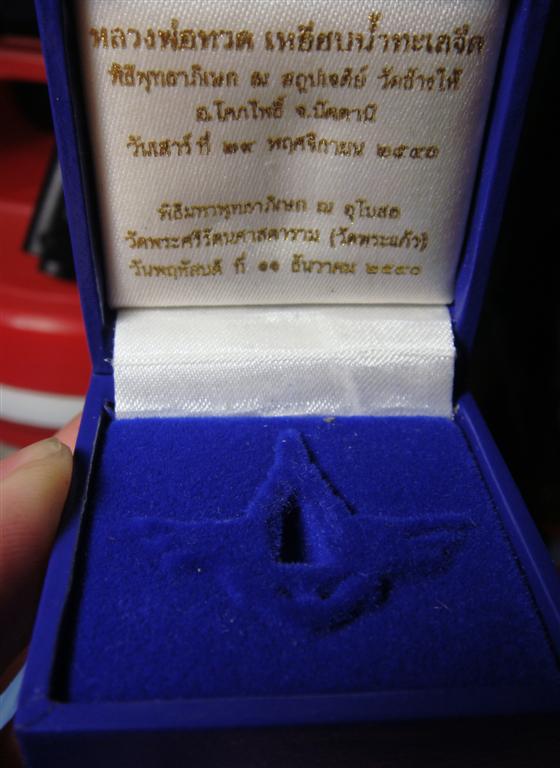 หลวงพ่อทวด เหยียบน้ำทะเลจืด
พิธีพุทธาภิเษก ณ สถูปเจดีย์ วัดช้างให้
อ.โคกโพธิ์ จ.ปัตตานี
วันเสาร์ ที่ ๒๙ พฤศจิกายน ๒๕๔๐
พิธีมหาพุทธาภิเษก ณ อุโบสถ
วัดพระศรีรัตนศาสดาราม (วัดพระแก้ว)
วันพฤหัสบดี ที่ ๑๑ ธันวาคม ๒๕๔๐